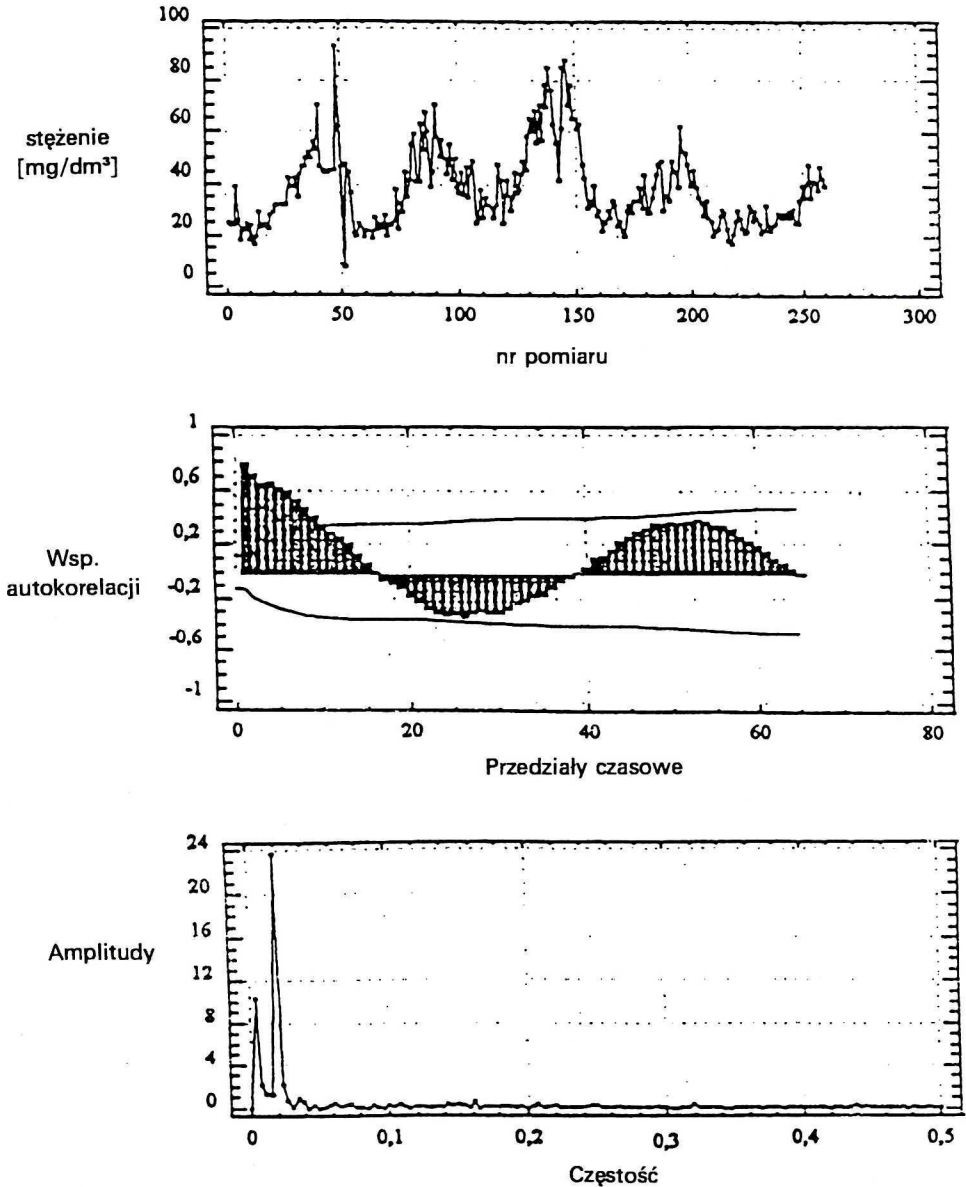 100
80
60
40
20
0
stężenie
[mg/dm³]
0 50 100 150 200 250 300
nr pomiaru
1
0,6
0,2
-0,2
-0,6
-1
Wsp.
autokorelacji
0 20 40 60 80
Przedziały czasowe
24
20
16
12
8
4
0
Amplitudy
0 0,1 0,2 0,3 0,4 0,5
Częstość